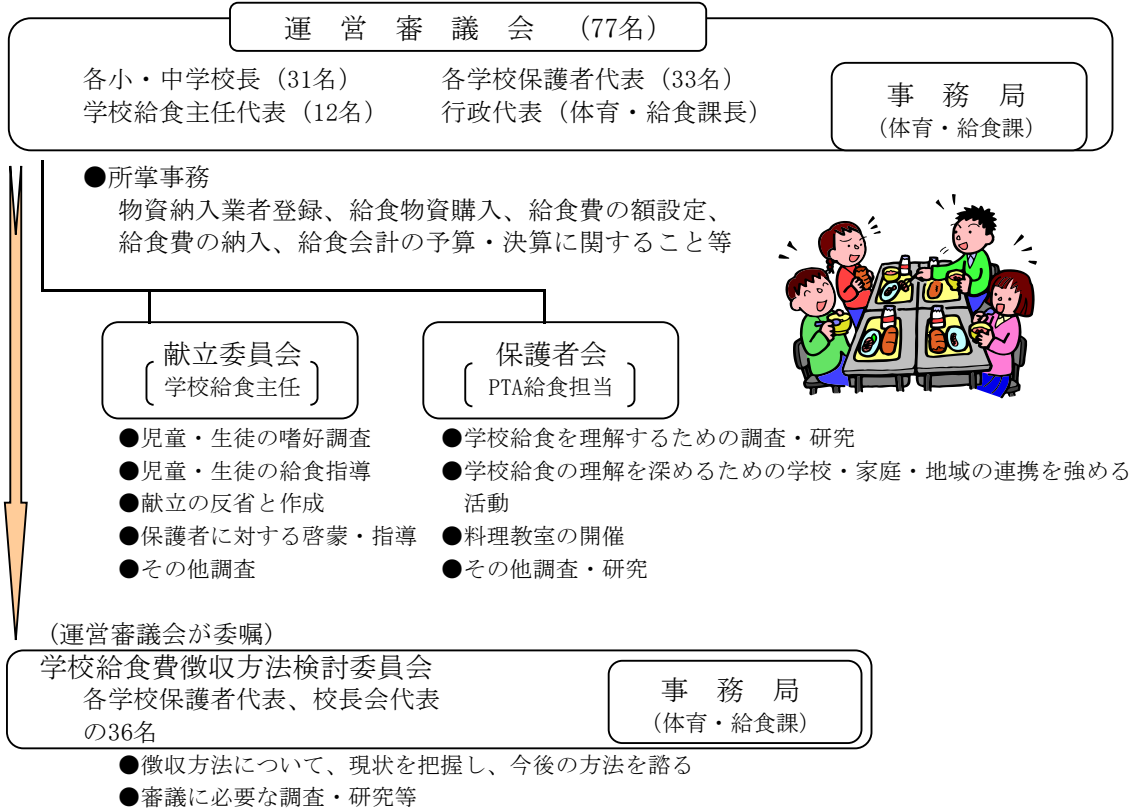 運 営 審 議 会 (77名)
各小・中学校長 (31名) 各学校保護者代表 (33名)
学校給食主任代表 (12名) 行政代表 (体育・給食課長)
事 務 局
(体育・給食課)
●所掌事務
物資納入業者登録、給食物資購入、給食費の額設定、
給食費の納入、給食会計の予算・決算に関すること等
献立委員会
学校給食主任
保護者会
PTA給食担当
●児童・生徒の嗜好調査
●児童・生徒の給食指導
●献立の反省と作成
●保護者に対する啓蒙・指導
●その他調査
●学校給食を理解するための調査・研究
●学校給食の理解を深めるための学校・家庭・地域の連携を強める
活動
●料理教室の開催
●その他調査・研究
(運営審議会が委嘱)
学校給食費徴収方法検討委員会
各学校保護者代表、校長会代表
の36名
事 務 局
(体育・給食課)
●徴収方法について、現状を把握し、今後の方法を諮る
●審議に必要な調査・研究等